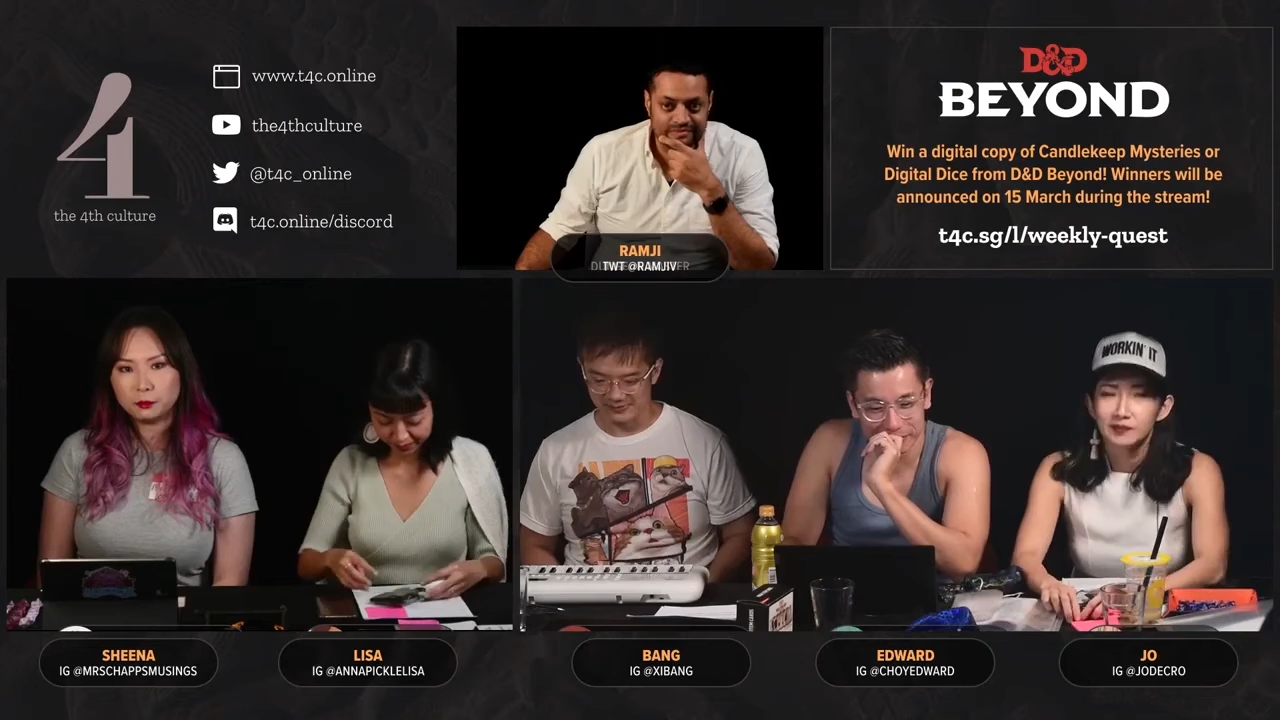 4
the 4th culture
www.t4c.online
the4thculture
@t4c_online
t4c.online/discord
RAMJI
TWT @RAMJIV
D&D
BEYOND
Win a digital copy of Candlekeep Mysteries or
Digital Dice from D&D Beyond! Winners will be
announced on 15 March during the stream!
t4c.sg/l/weekly-quest
WORKIN' IT
SHEENA
IG @MRSCHAPPSMUSINGS
LISA
IG @ANNAPICKLELISA
BANG
IG @XIBANG
EDWARD
IG @CHOYEDWARD
JO
IG @JODECRO